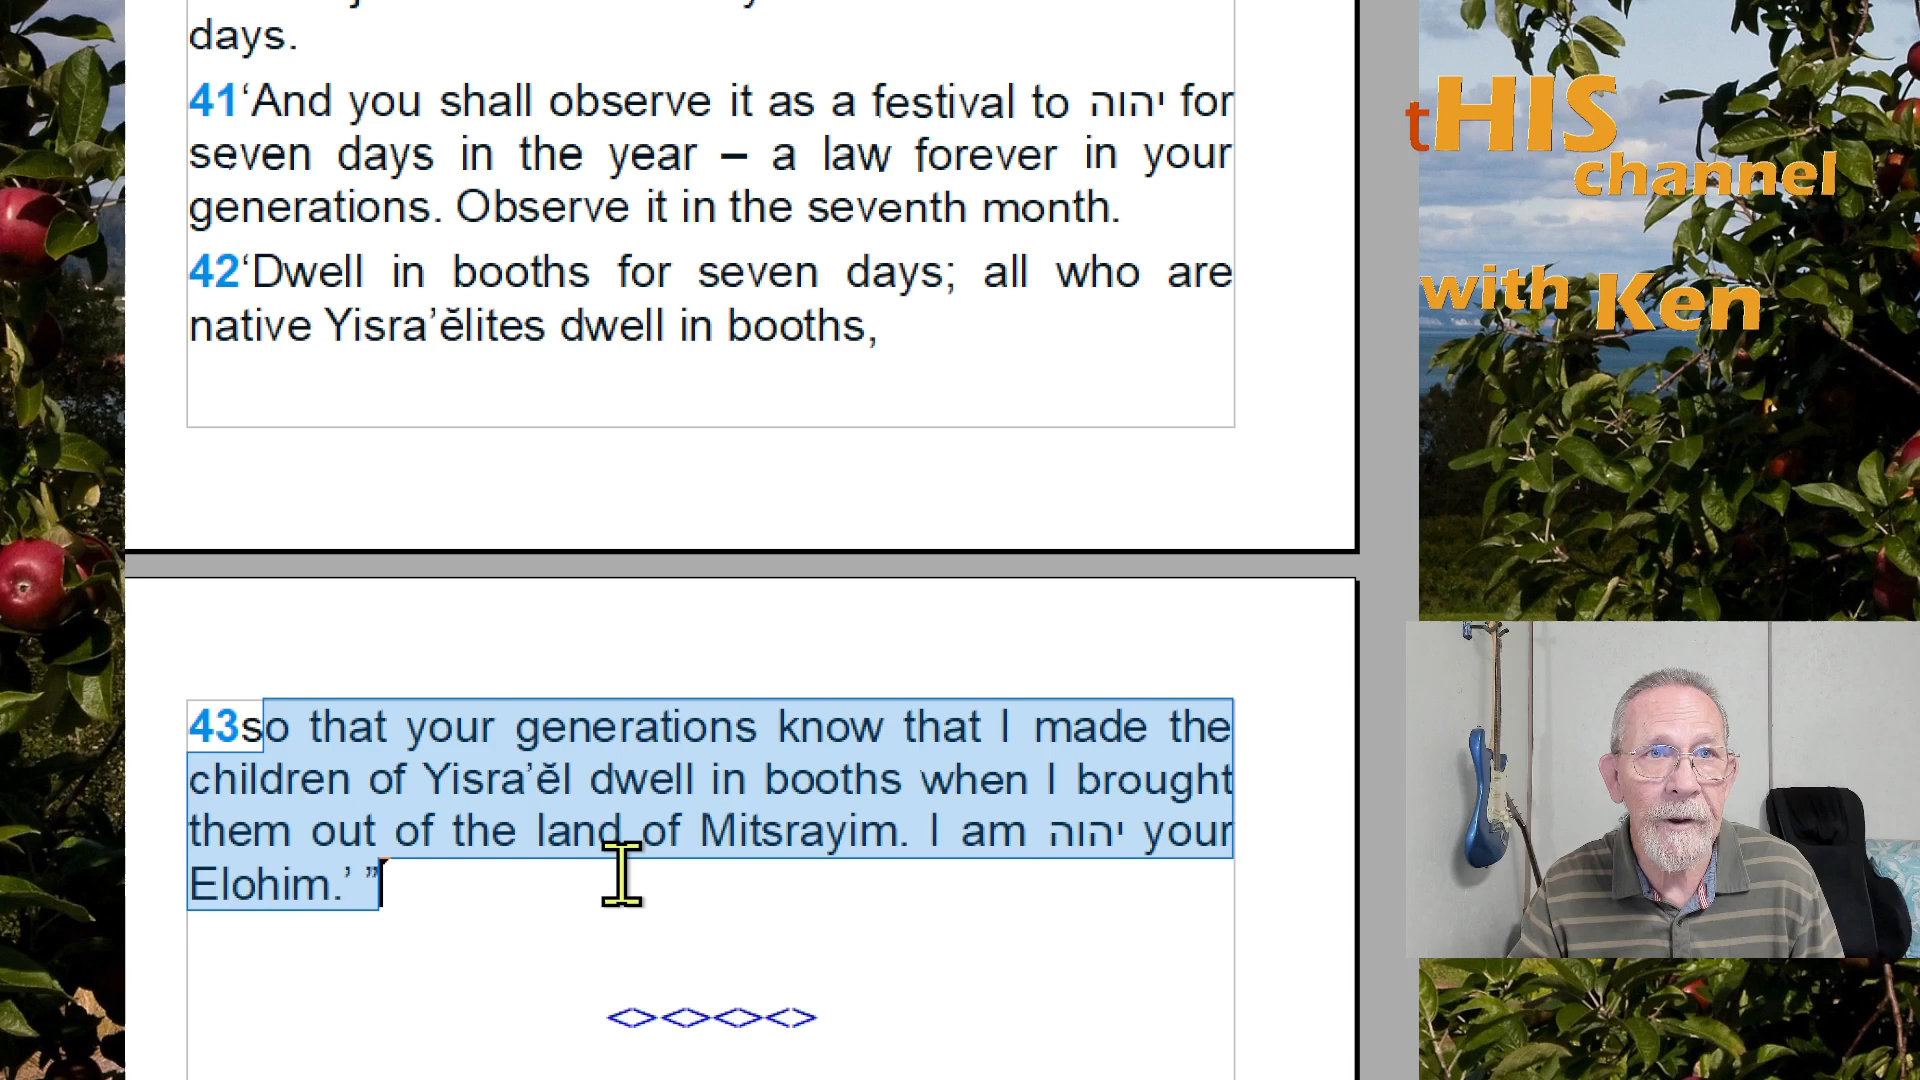 days.
41‘And you shall observe it as a festival to יהוה for
seven days in the year – a law forever in your
generations. Observe it in the seventh month.
42‘Dwell in booths for seven days; all who are
native Yisra’ĕlites dwell in booths,
43so that your generations know that I made the
children of Yisra’ĕl dwell in booths when I brought
them out of the land of Mitsrayim. I am יהוה your
Elohim.’ ”
<><><><>
tHIS
channel
with Ken